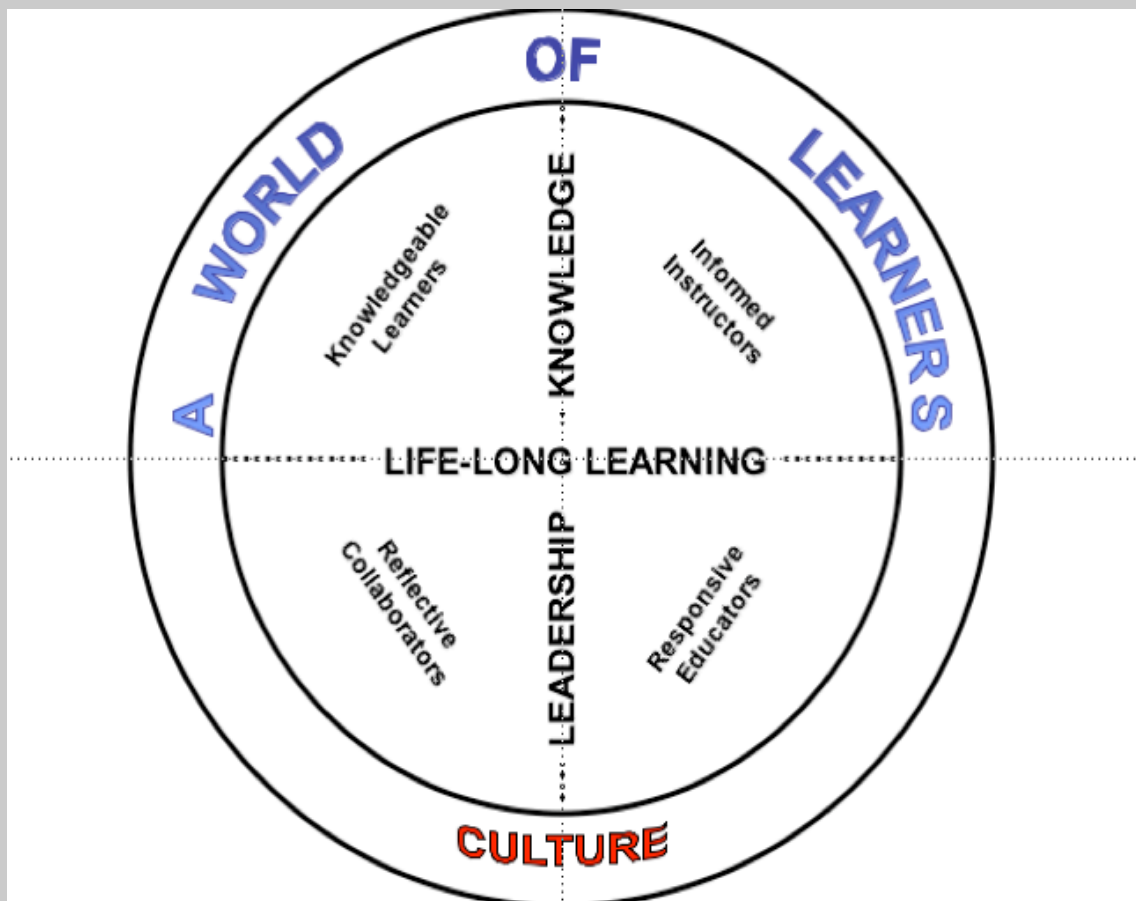 A WORLD OF LEARNERS
KNOWLEDGE
Knowledgeable
Learners
Informed
Instructors
LIFE-LONG LEARNING
LEADERSHIP
Reflective
Collaborators
Responsive
Educators
CULTURE